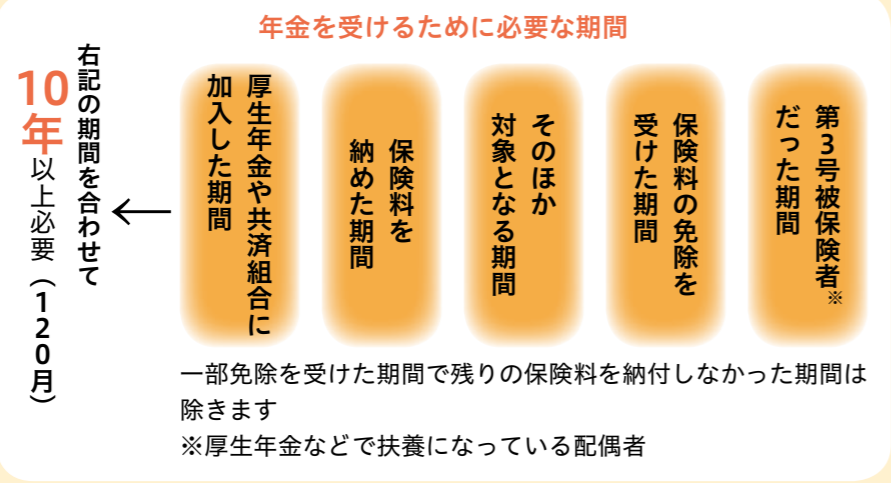 年金を受けるために必要な期間
第3号被保険者※
だった期間
保険料の免除を
受けた期間
そのほか
対象となる期間
保険料を
納めた期間
厚生年金や共済組合に
加入した期間
右記の期間を合わせて
10年以上必要（120月）
一部免除を受けた期間で残りの保険料を納付しなかった期間は
除きます
※厚生年金などで扶養になっている配偶者